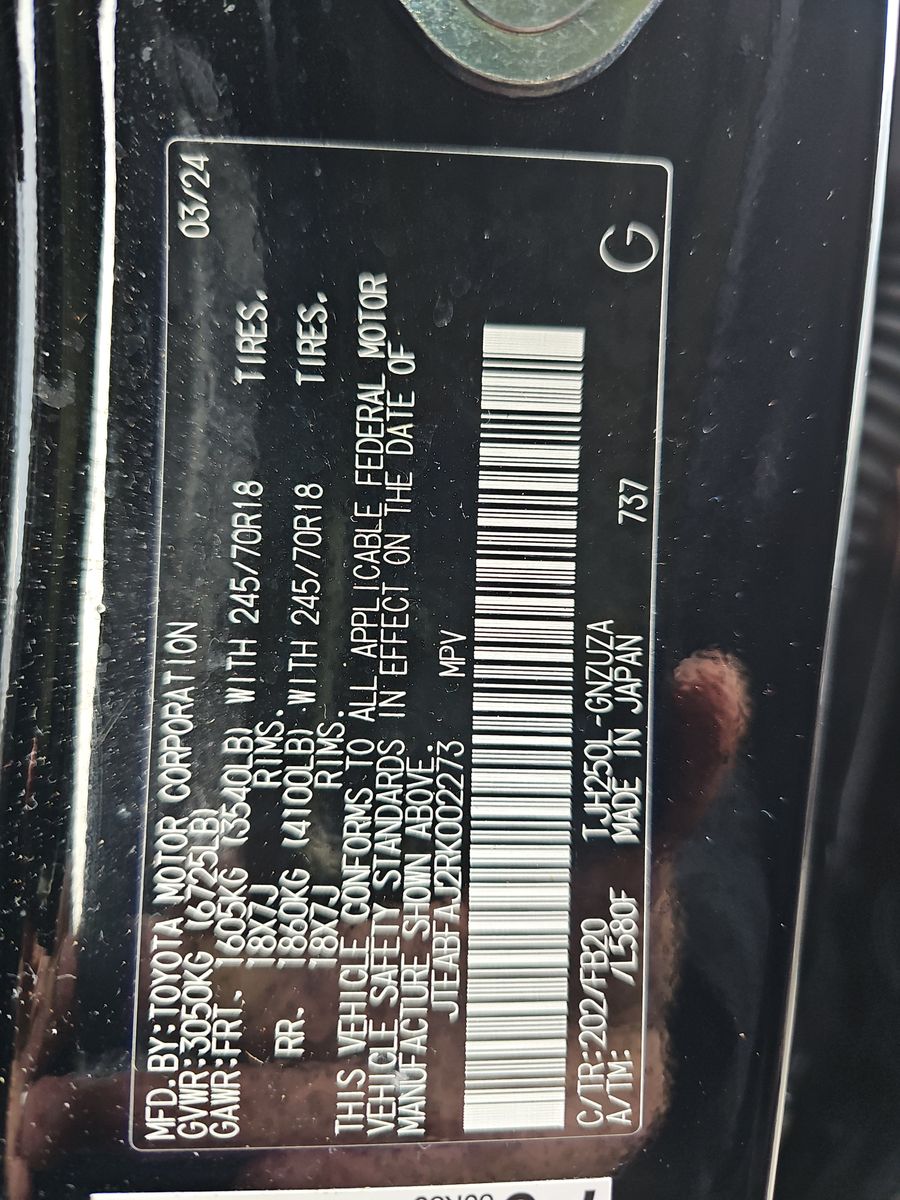 MFD.BY:TOYOTA MOTOR CORPORATION 03/24
GVWR:3050KG (6725LB)
GAWR:FRT. 1605KG (3540LB) WITH 245/70R18 TIRES.
18X7J RIMS.
RR. 1860KG (4100LB) WITH 245/70R18 TIRES.
18X7J RIMS.
THIS VEHICLE CONFORMS TO ALL APPLICABLE FEDERAL MOTOR
VEHICLE SAFETY STANDARDS IN EFFECT ON THE DATE OF
MANUFACTURE SHOWN ABOVE.
JTEABFAJ2RK002273 MPV
C/TR:202/FB20 TJH250L-GNZUZA
A/TM: /L580F MADE IN JAPAN 737
G